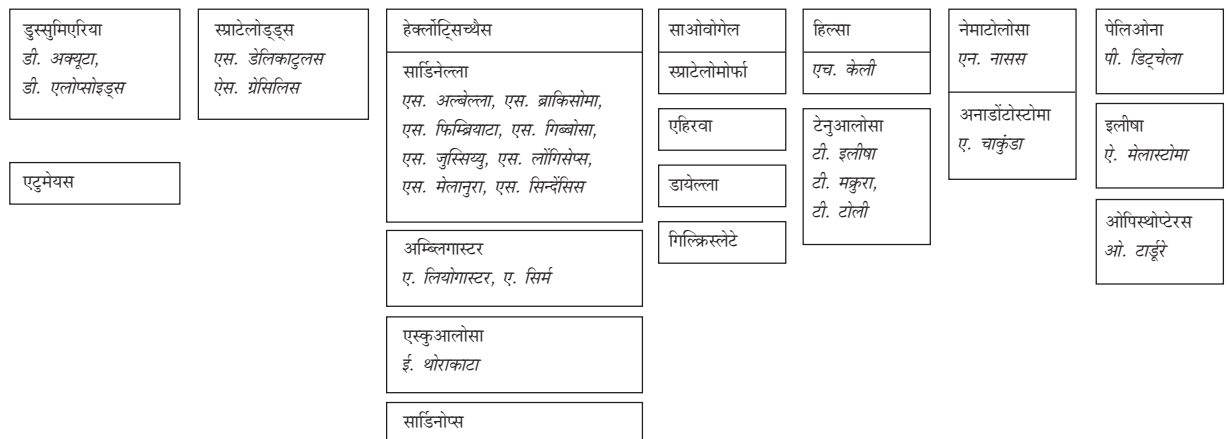 डुस्सुमिएरिया
डी. अक्यूटा,
डी. एलोप्सोइड्स
एटुमेयस
स्प्राटेलोड्ड्स
एस. डेलिकाटुलस
ऐस. ग्रेसिलिस
हेर्क्लोट्सिच्थैस
सार्डिनेल्ला
एस. अल्बेल्ला, एस. ब्राकिसोमा,
एस. फिम्ब्रियाटा, एस. गिब्बोसा,
एस. जुस्सिय्यु, एस. लोंगिसेप्स,
एस. मेलानुरा, एस. सिन्देंसिस
अम्ब्लिगास्टर
ए. लियोगास्टर, ए. सिर्म
एस्कुआलोसा
ई. थोराकाटा
सार्डिनोप्स
साओवोगेल
स्प्राटेलोमोर्फा
एहिरवा
डायेल्ला
गिल्क्रिस्लेटे
हिल्सा
एच. केली
टेनुआलोसा
टी. इलीषा
टी. मक्रुरा,
टी. टोली
नेमाटोलोसा
एन. नासस
अनाडोंटोस्टोमा
ए. चाकुंडा
पेलिओना
पी. डिट्चेला
इलीषा
ऐ. मेलास्टोमा
ओपिस्थोप्टेरस
ओ. टार्डूरे